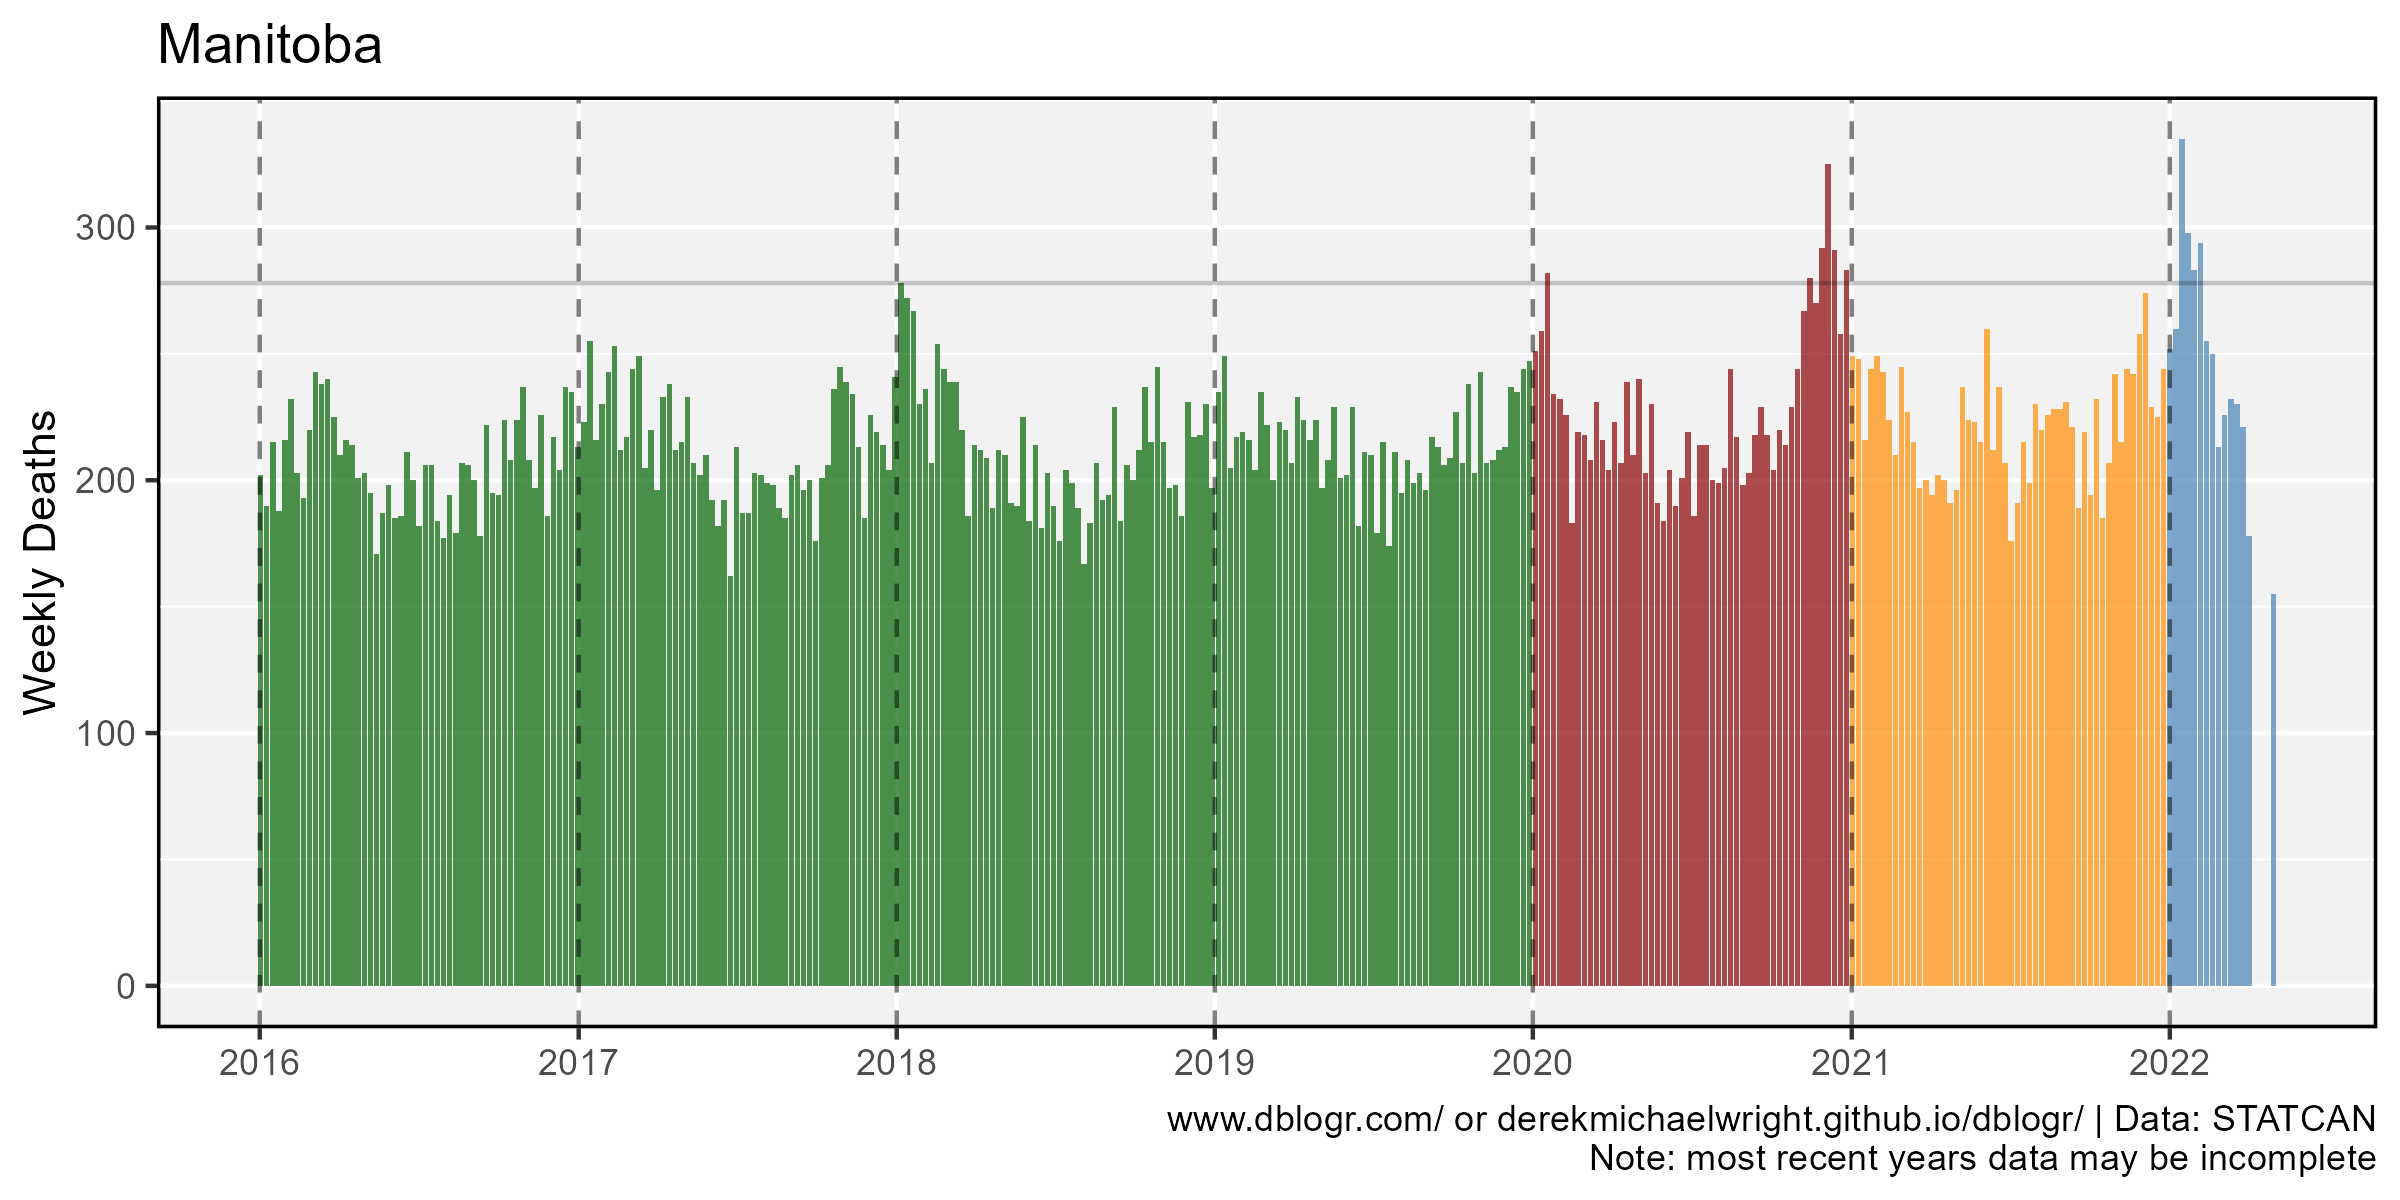 Manitoba
Weekly Deaths
300
200
100
0
2016 2017 2018 2019 2020 2021 2022
www.dblogr.com/ or derekmichaelwright.github.io/dblogr/ | Data: STATCAN
Note: most recent years data may be incomplete